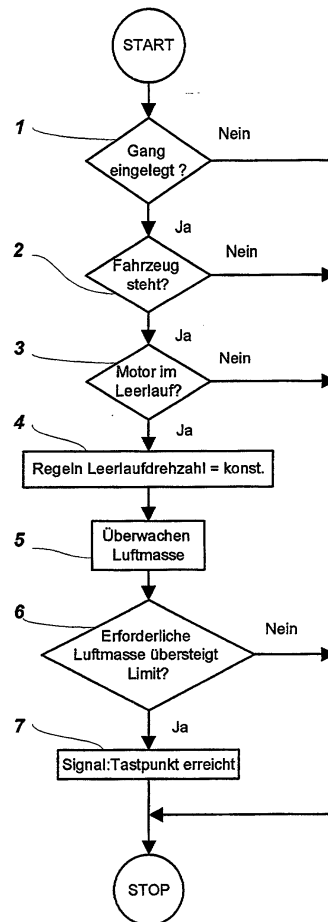 START
1
Nein
Gang
eingelegt ?
Ja
2
Nein
Fahrzeug
steht?
Ja
3
Nein
Motor im
Leerlauf?
Ja
4
Regeln Leerlaufdrehzahl = konst.
5
Überwachen
Luftmasse
6
Nein
Erforderliche
Luftmasse übersteigt
Limit?
Ja
7
Signal:Tastpunkt erreicht
STOP